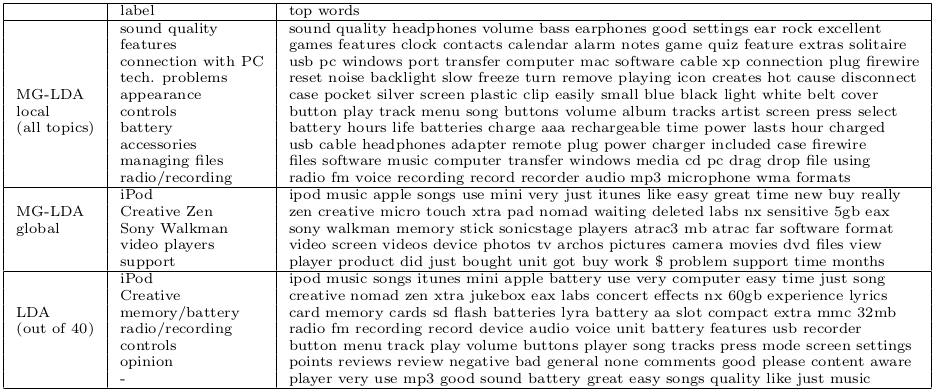 label top words
sound quality sound quality headphones volume bass earphones good settings ear rock excellent
features games features clock contacts calendar alarm notes game quiz feature extras solitaire
connection with PC usb pc windows port transfer computer mac software cable xp connection plug firewire
tech. problems reset noise backlight slow freeze turn remove playing icon creates hot cause disconnect
MG-LDA appearance case pocket silver screen plastic clip easily small blue black light white belt cover
local controls button play track menu song buttons volume album tracks artist screen press select
(all topics) battery battery hours life batteries charge aaa rechargeable time power lasts hour charged
accessories usb cable headphones adapter remote plug power charger included case firewire
managing files files software music computer transfer windows media cd pc drag drop file using
radio/recording radio fm voice recording record recorder audio mp3 microphone wma formats
iPod ipod music apple songs use mini very just itunes like easy great time new buy really
MG-LDA Creative Zen zen creative micro touch xtra pad nomad waiting deleted labs nx sensitive 5gb eax
global Sony Walkman sony walkman memory stick sonicstage players atrac3 mb atrac far software format
video players video screen videos device photos tv archos pictures camera movies dvd files view
support player product did just bought unit got buy work $ problem support time months
iPod ipod music songs itunes mini apple battery use very computer easy time just song
Creative creative nomad zen xtra jukebox eax labs concert effects nx 60gb experience lyrics
LDA memory/battery card memory cards sd flash batteries lyra battery aa slot compact extra mmc 32mb
(out of 40) radio/recording radio fm recording record device audio voice unit battery features usb recorder
controls button menu track play volume buttons player song tracks press mode screen settings
opinion points reviews review negative bad general none comments good please content aware
- player very use mp3 good sound battery great easy songs quality like just music